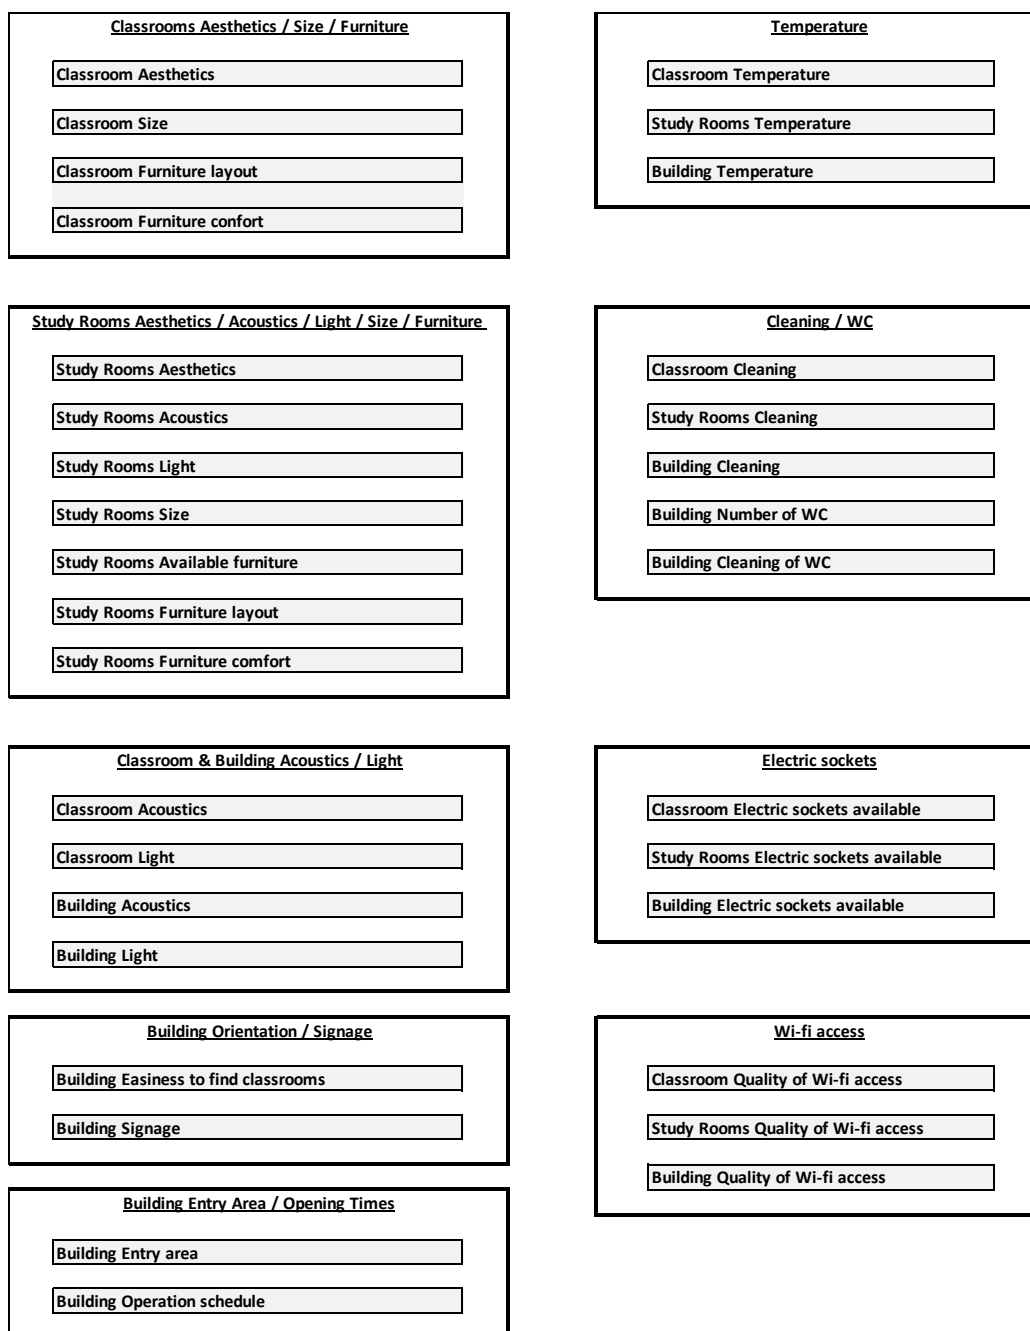 Classrooms Aesthetics / Size / Furniture
Classroom Aesthetics
Classroom Size
Classroom Furniture layout
Classroom Furniture confort
Temperature
Classroom Temperature
Study Rooms Temperature
Building Temperature
Study Rooms Aesthetics / Acoustics / Light / Size / Furniture
Study Rooms Aesthetics
Study Rooms Acoustics
Study Rooms Light
Study Rooms Size
Study Rooms Available furniture
Study Rooms Furniture layout
Study Rooms Furniture comfort
Cleaning / WC
Classroom Cleaning
Study Rooms Cleaning
Building Cleaning
Building Number of WC
Building Cleaning of WC
Classroom & Building Acoustics / Light
Classroom Acoustics
Classroom Light
Building Acoustics
Building Light
Electric sockets
Classroom Electric sockets available
Study Rooms Electric sockets available
Building Electric sockets available
Building Orientation / Signage
Building Easiness to find classrooms
Building Signage
Wi-fi access
Classroom Quality of Wi-fi access
Study Rooms Quality of Wi-fi access
Building Quality of Wi-fi access
Building Entry Area / Opening Times
Building Entry area
Building Operation schedule